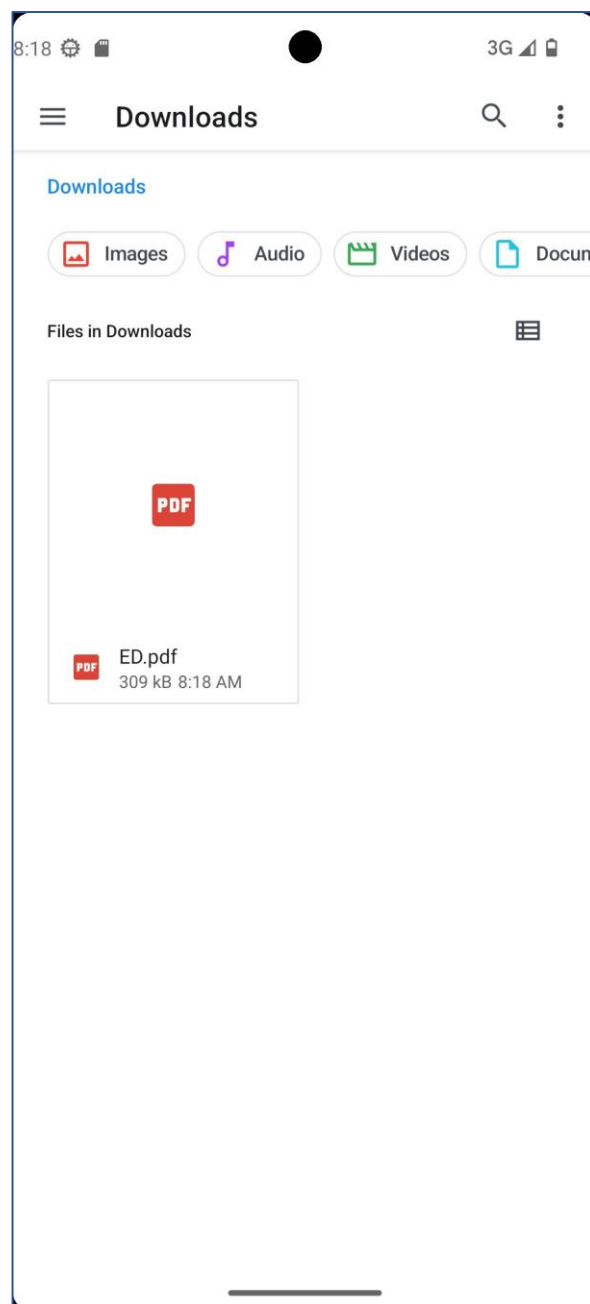 8:18 3G
Downloads
Downloads
Images Audio Videos Docun
Files in Downloads
PDF
PDF ED.pdf
309 kB 8:18 AM